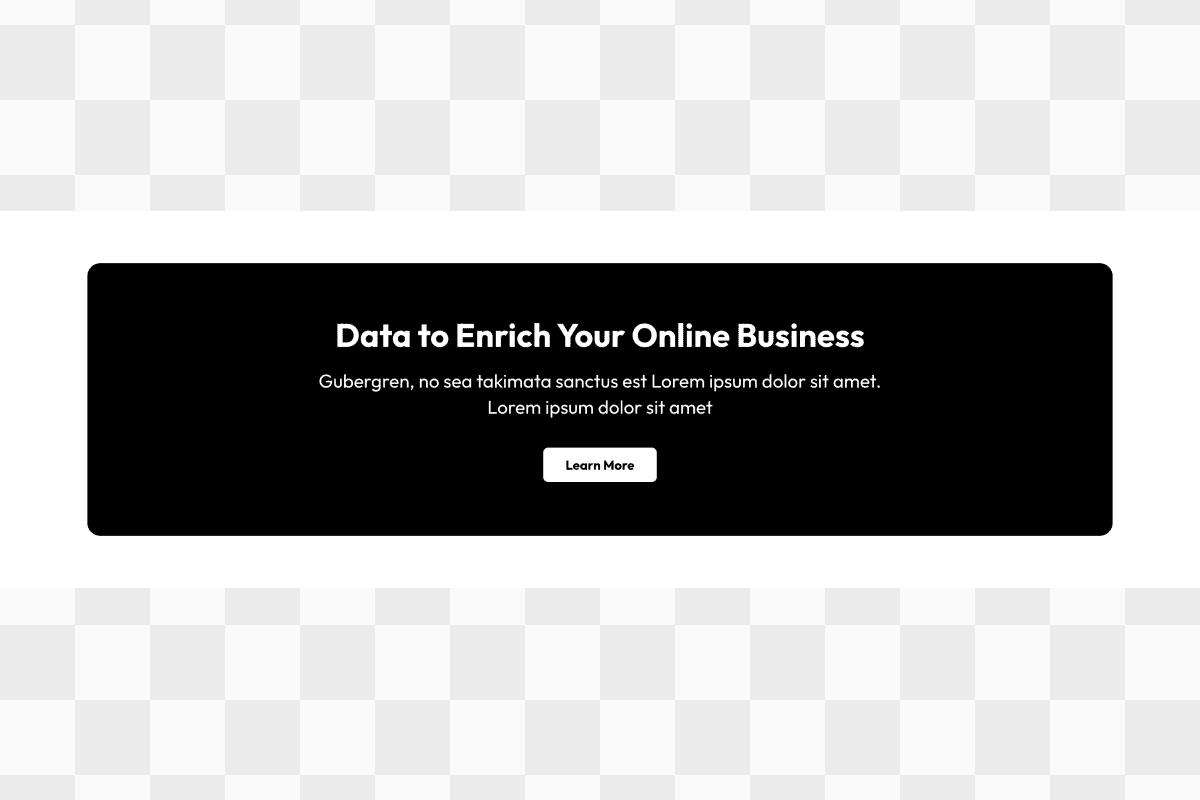 Data to Enrich Your Online Business
Gubergren, no sea takimata sanctus est Lorem ipsum dolor sit amet.
Lorem ipsum dolor sit amet
Learn More